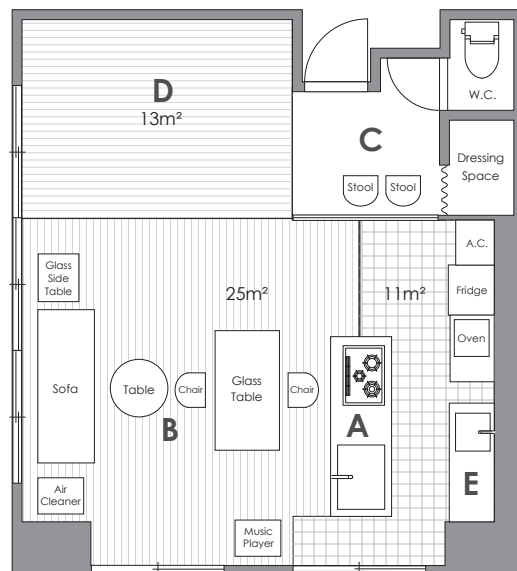 D
13m²
W.C.
C
Dressing
Space
Stool
Stool
A.C.
Glass
Side
Table
25m²
11m²
Fridge
Oven
Sofa
Table
Chair
Glass
Table
Chair
B
A
E
Air
Cleaner
Music
Player